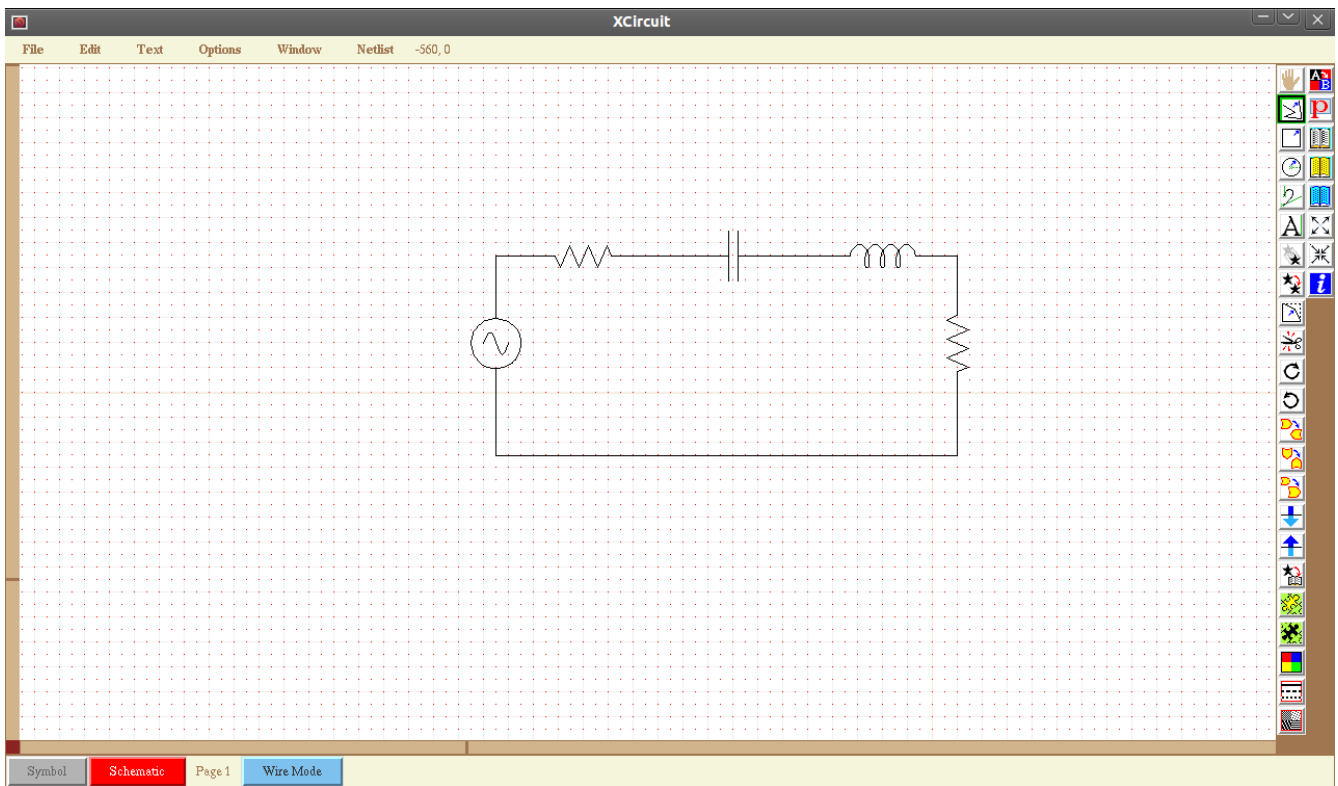 XCircuit
File Edit Text Options Window Netlist -560, 0
A B
p
A
i
Symbol Schematic Page 1 Wire Mode